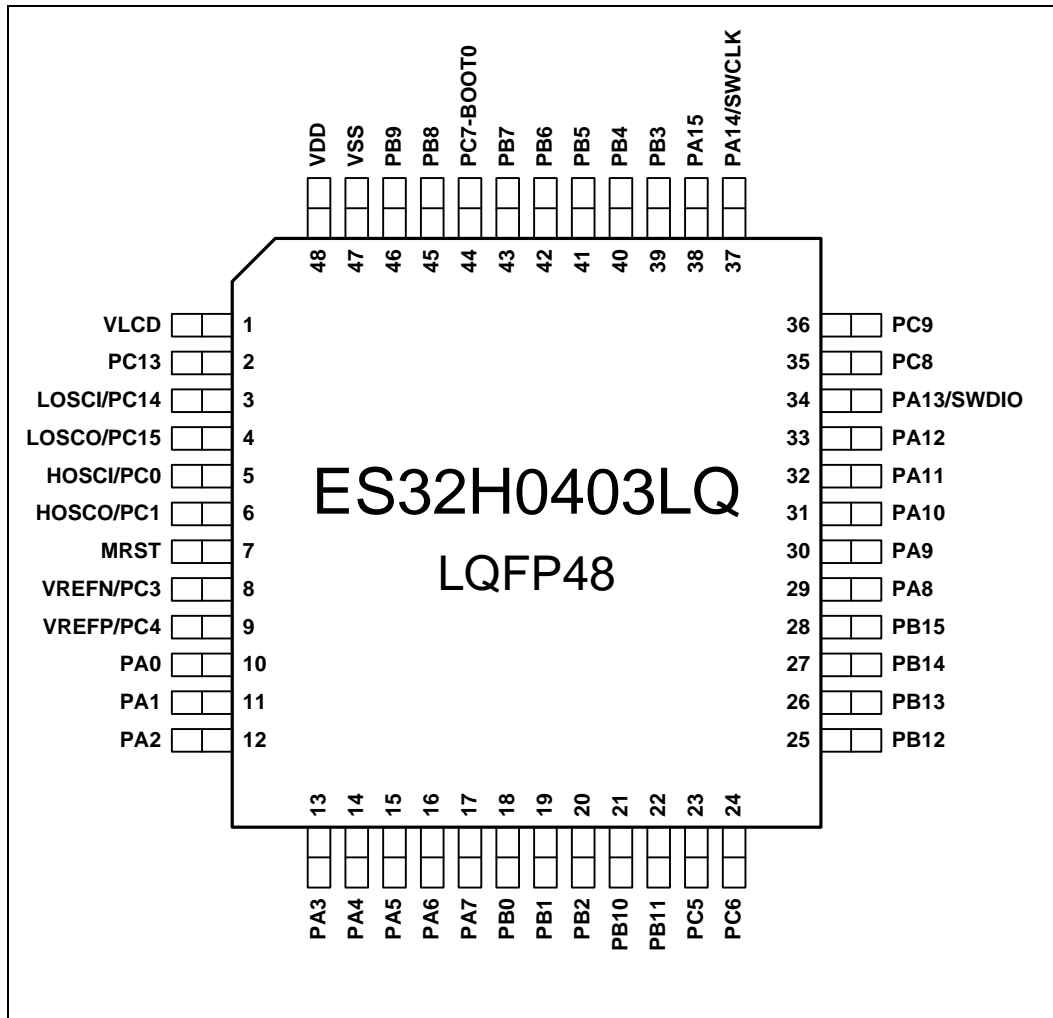 VDD
VSS
PB9
PB8
PC7-BOOT0
PB7
PB6
PB5
PB4
PB3
PA15
PA14/SWCLK
48
47
46
45
44
43
42
41
40
39
38
37
VLCD 1
PC13 2
LOSCI/PC14 3
LOSCO/PC15 4
HOSCI/PC0 5
HOSCO/PC1 6
MRST 7
VREFN/PC3 8
VREFP/PC4 9
PA0 10
PA1 11
PA2 12
ES32H0403LQ
LQFP48
36 PC9
35 PC8
34 PA13/SWDIO
33 PA12
32 PA11
31 PA10
30 PA9
29 PA8
28 PB15
27 PB14
26 PB13
25 PB12
13
14
15
16
17
18
19
20
21
22
23
24
PA3
PA4
PA5
PA6
PA7
PB0
PB1
PB2
PB10
PB11
PC5
PC6